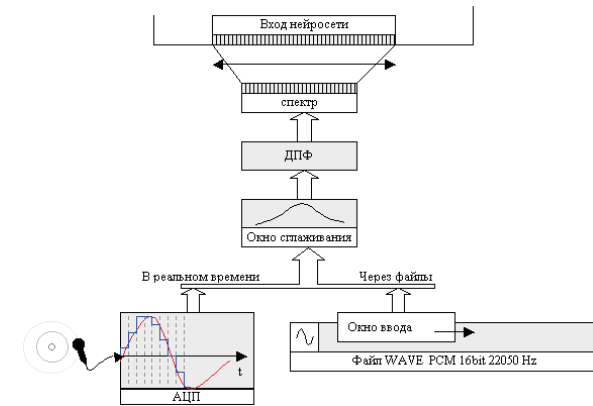 Вход нейросети
спектр
ДПФ
Окно сглаживания
В реальном времени
Через файлы
Окно ввода
t
Файл WAVE PCM 16bit 22050 Hz
АЦП